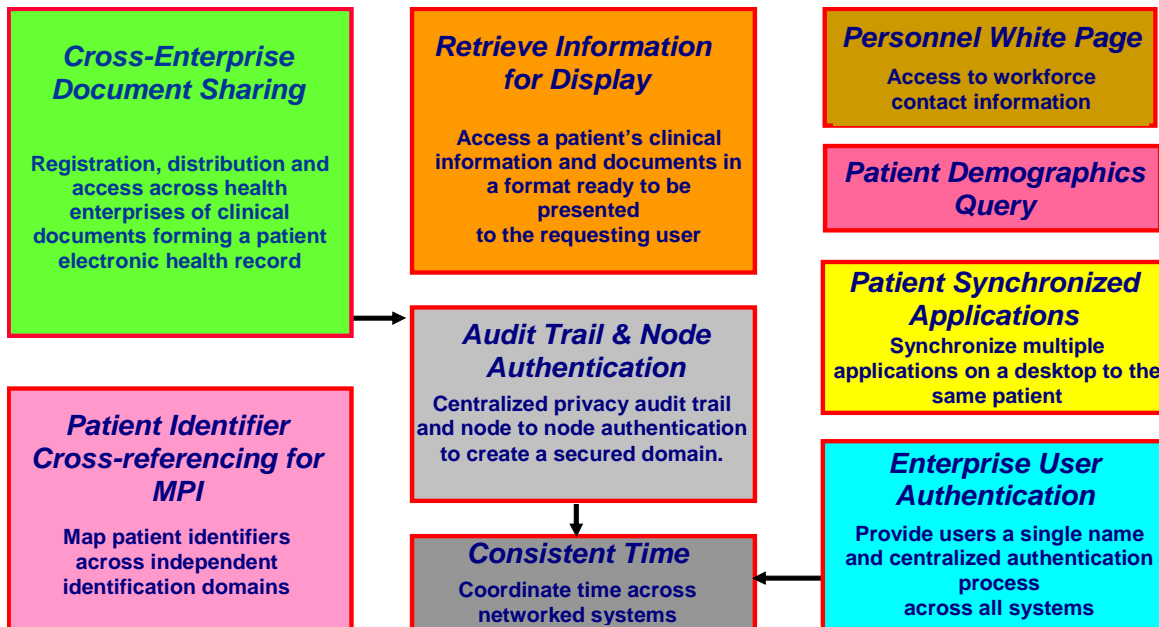 Cross-Enterprise
Document Sharing
Registration, distribution and
access across health
enterprises of clinical
documents forming a patient
electronic health record
Retrieve Information
for Display
Access a patient's clinical
information and documents in
a format ready to be
presented
to the requesting user
Personnel White Page
Access to workforce
contact information
Patient Demographics
Query
Patient Synchronized
Applications
Synchronize multiple
applications on a desktop to the
same patient
Audit Trail & Node
Authentication
Centralized privacy audit trail
and node to node authentication
to create a secured domain.
Patient Identifier
Cross-referencing for
MPI
Map patient identifiers
across independent
identification domains
Consistent Time
Coordinate time across
networked systems
Enterprise User
Authentication
Provide users a single name
and centralized authentication
process
across all systems